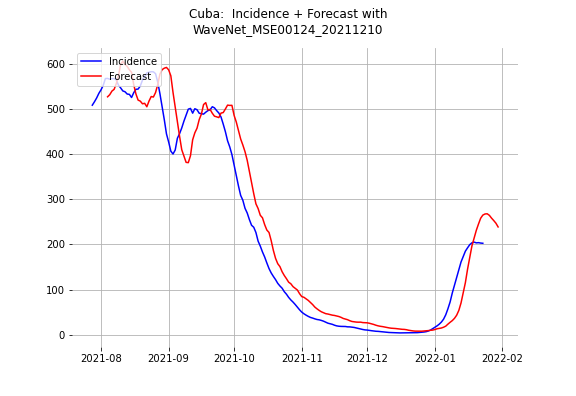 Cuba:  Incidence + Forecast with
WaveNet_MSE00124_20211210
Incidence
Forecast
600
500
400
300
200
100
0
2021-08 2021-09 2021-10 2021-11 2021-12 2022-01 2022-02